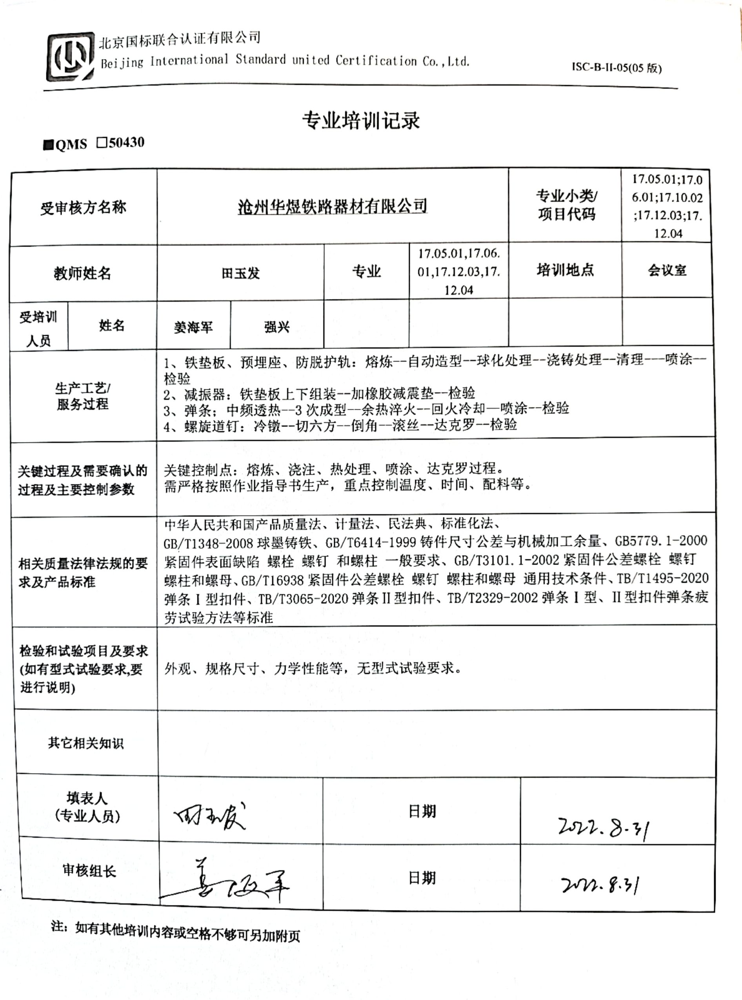 北京国标联合认证有限公司
Beijing International Standard united Certification Co.,Ltd.
ISC-B-II-05(05 版)
专业培训记录
■QMS □50430
受审核方名称
沧州华煜铁路器材有限公司
专业小类/
项目代码
17.05.01;17.0
6.01;17.10.02
;17.12.03;17.
12.04
教师姓名
田玉发
专业
17.05.01,17.06.
01,17.12.03,17.
12.04
培训地点
会议室
受培训
人员
姓名
姜海军
强兴
生产工艺/
服务过程
1、铁垫板、预埋座、防脱护轨：熔炼--自动造型--球化处理--浇铸处理--清理---喷涂--
检验
2、减振器：铁垫板上下组装--加橡胶减震垫--检验
3、弹条；中频透热--3 次成型--余热淬火--回火冷却—喷涂--检验
4、螺旋道钉：冷镦--切六方--倒角--滚丝--达克罗--检验
关键过程及需要确认的
过程及主要控制参数
关键控制点：熔炼、浇注、热处理、喷涂、达克罗过程。
需严格按照作业指导书生产，重点控制温度、时间、配料等。
相关质量法律法规的要
求及产品标准
中华人民共和国产品质量法、计量法、民法典、标准化法、
GB/T1348-2008 球墨铸铁、GB/T6414-1999 铸件尺寸公差与机械加工余量、GB5779.1-2000
紧固件表面缺陷 螺栓 螺钉 和螺柱 一般要求、GB/T3101.1-2002 紧固件公差螺栓 螺钉
螺柱和螺母、GB/T16938 紧固件公差螺栓 螺钉 螺柱和螺母 通用技术条件、TB/T1495-2020
弹条 I 型扣件、TB/T3065-2020 弹条 II 型扣件、TB/T2329-2002 弹条 I 型、II 型扣件弹条疲
劳试验方法等标准
检验和试验项目及要求
(如有型式试验要求,要
进行说明)
外观、规格尺寸、力学性能等，无型式试验要求。
其它相关知识
填表人
(专业人员)
田玉发
日期
2022.8.31
审核组长
姜海军
日期
2022.8.31
注：如有其他培训内容或空格不够可另加附页